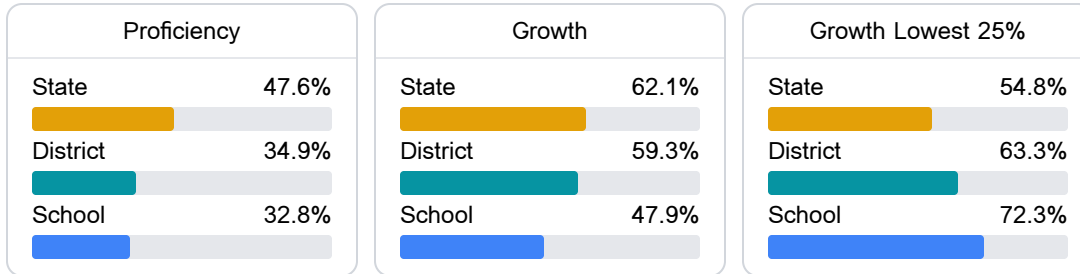 Proficiency
State 47.6%
District 34.9%
School 32.8%
Growth
State 62.1%
District 59.3%
School 47.9%
Growth Lowest 25%
State 54.8%
District 63.3%
School 72.3%